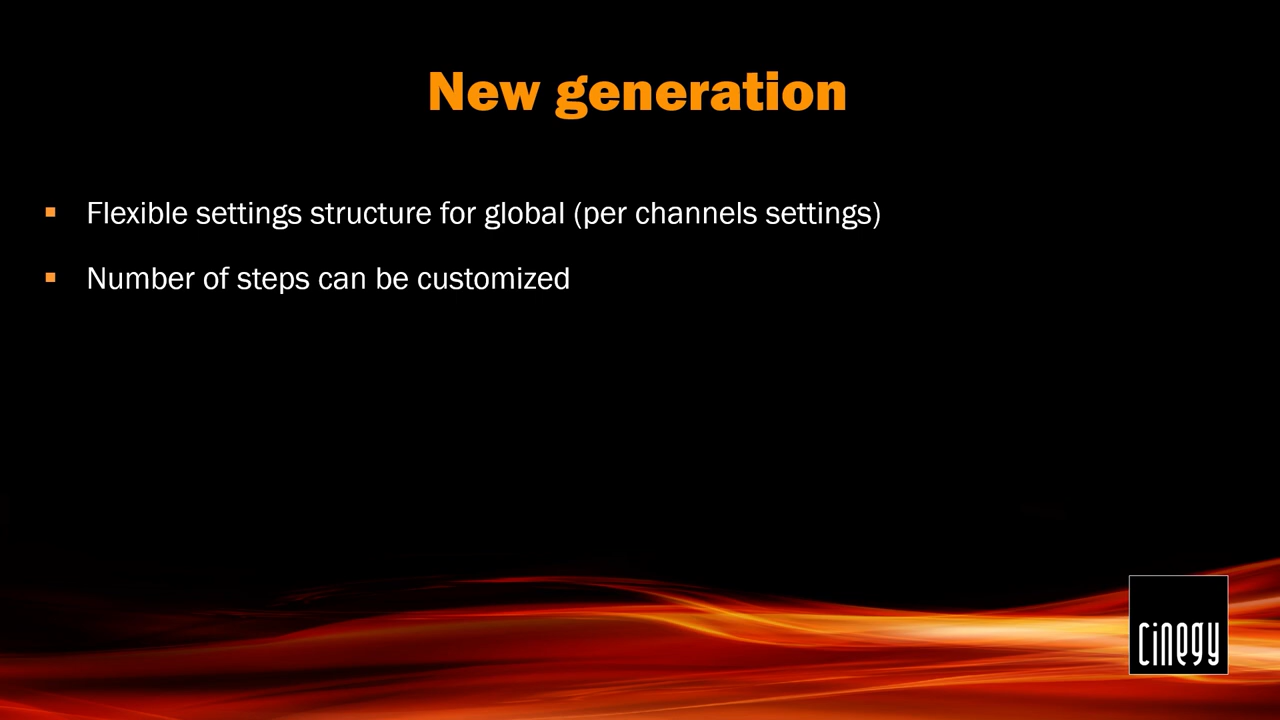 New generation
Flexible settings structure for global (per channels settings)
Number of steps can be customized
cinegy